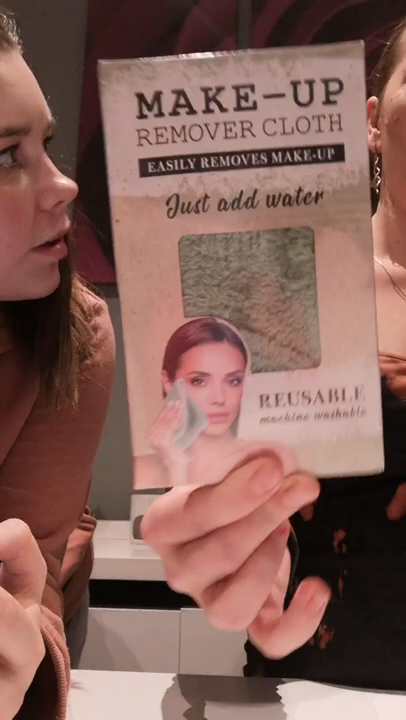 MAKE-UP
REMOVER CLOTH
EASILY REMOVES MAKE-UP
Just add water
REUSABLE
machine washable